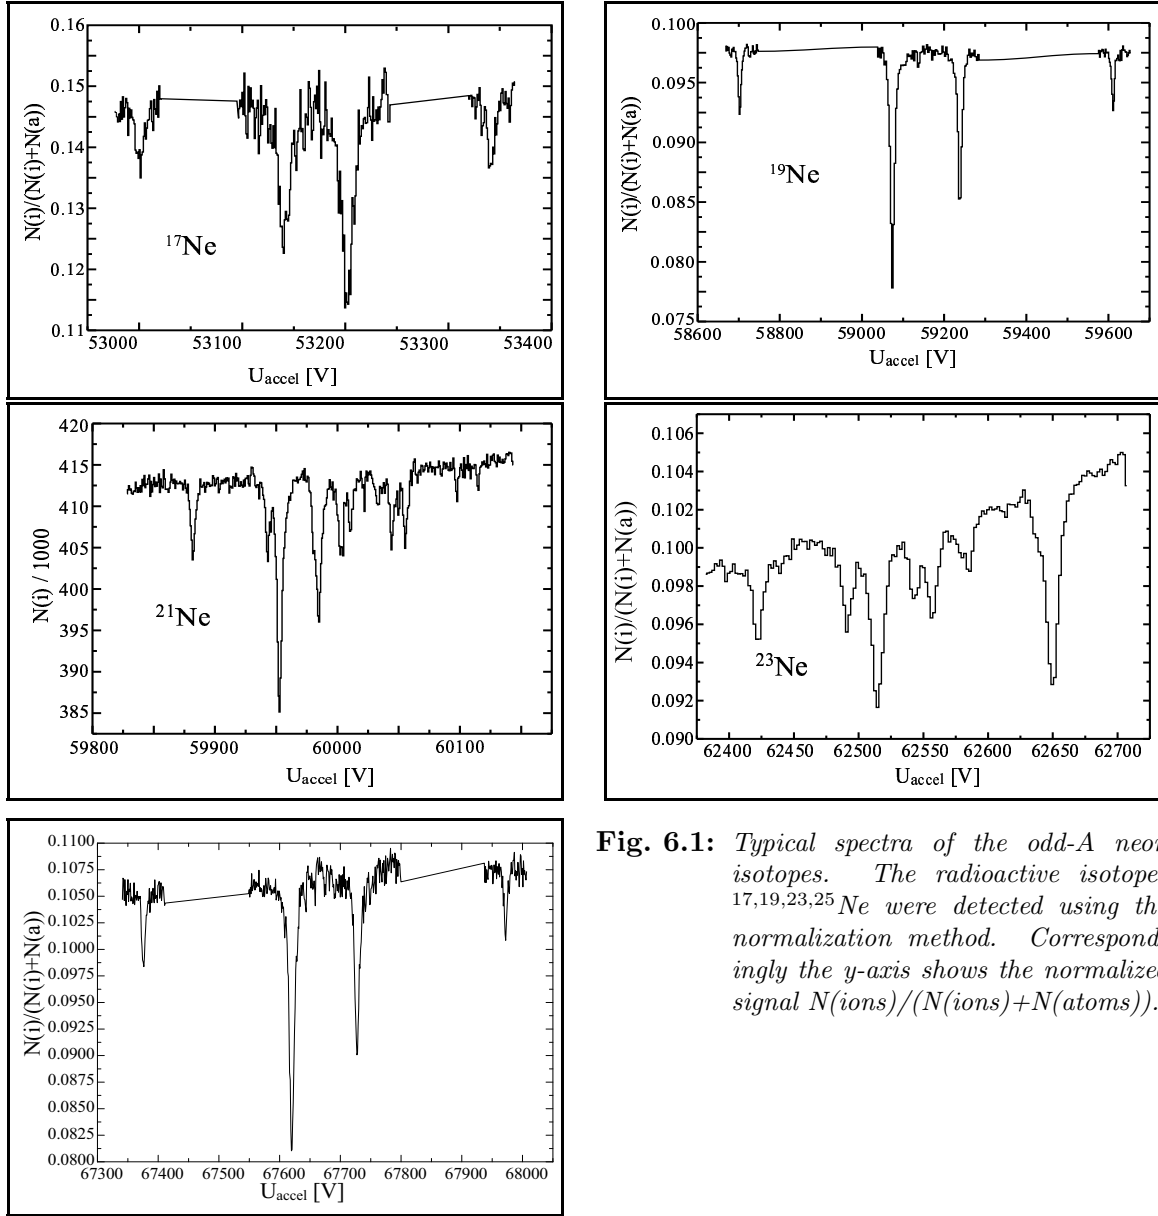 0.16
0.15
0.14
0.13
0.12
0.11
N(i)/(N(i)+N(a))
17Ne
53000 53100 53200 53300 53400
Uaccel [V]
0.100
0.095
0.090
0.085
0.080
0.075
N(i)/(N(i)+N(a))
19Ne
58600 58800 59000 59200 59400 59600
Uaccel [V]
420
415
410
405
400
395
390
385
N(i) / 1000
21Ne
59800 59900 60000 60100
Uaccel [V]
0.106
0.104
0.102
0.100
0.098
0.096
0.094
0.092
0.090
N(i)/(N(i)+N(a))
23Ne
62400 62450 62500 62550 62600 62650 62700
Uaccel [V]
0.1100
0.1075
0.1050
0.1025
0.1000
0.0975
0.0950
0.0925
0.0900
0.0875
0.0850
0.0825
0.0800
N(i)/(N(i)+N(a))
67300 67400 67500 67600 67700 67800 67900 68000
Uaccel [V]
Fig. 6.1: Typical spectra of the odd-A neon
isotopes. The radioactive isotope
17,19,23,25Ne were detected using th
normalization method. Correspond
ingly the y-axis shows the normalized
signal N(ions)/(N(ions)+N(atoms)).